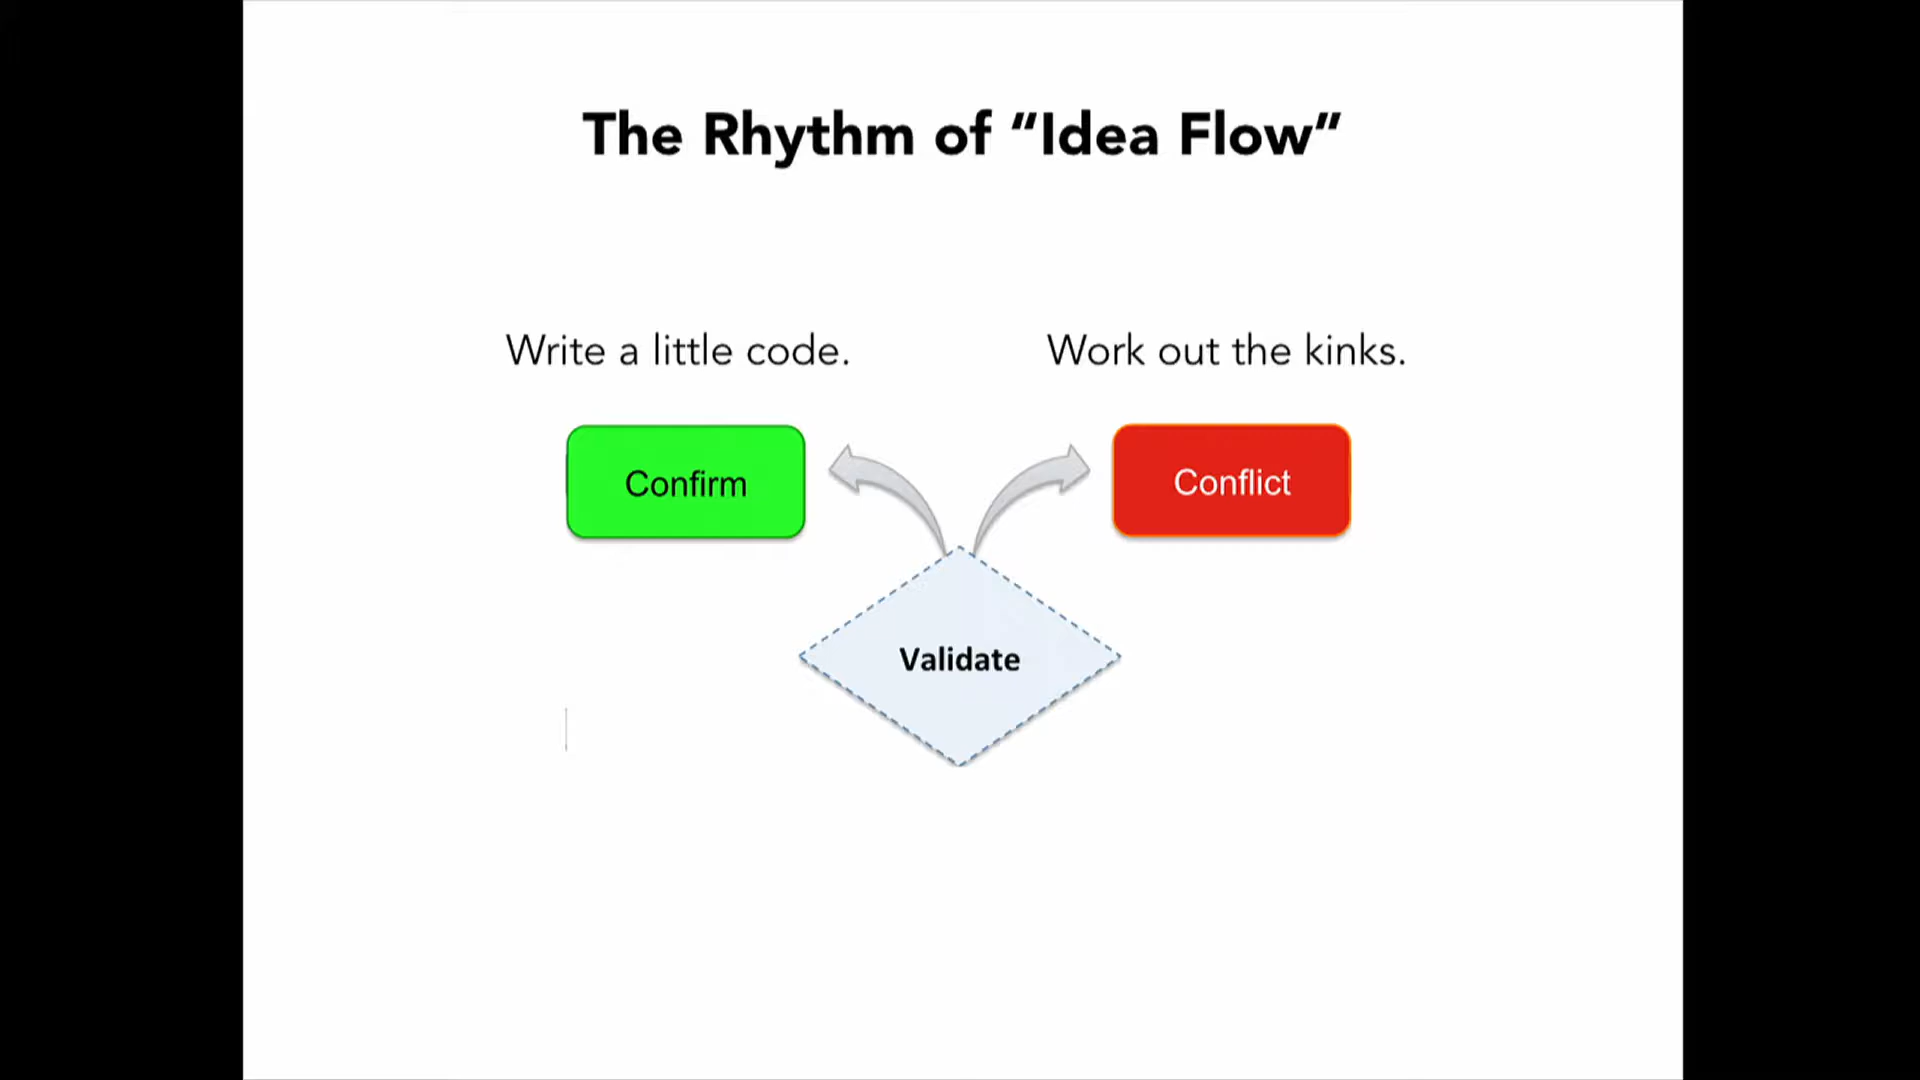 The Rhythm of “Idea Flow”
Write a little code.
Work out the kinks.
Confirm
Conflict
Validate